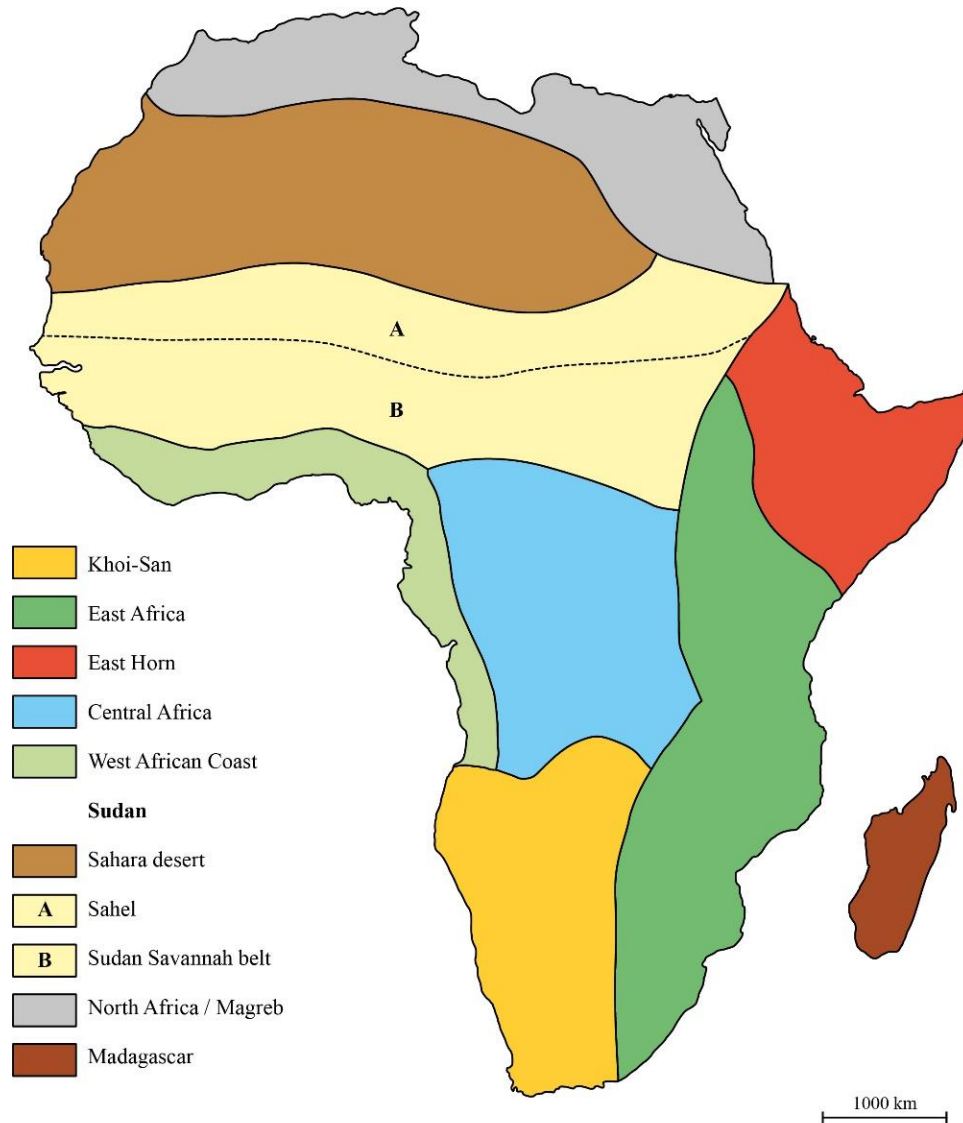 A
B
Khoi-San
East Africa
East Horn
Central Africa
West African Coast
Sudan
Sahara desert
A Sahel
B Sudan Savannah belt
North Africa / Magreb
Madagascar
1000 km